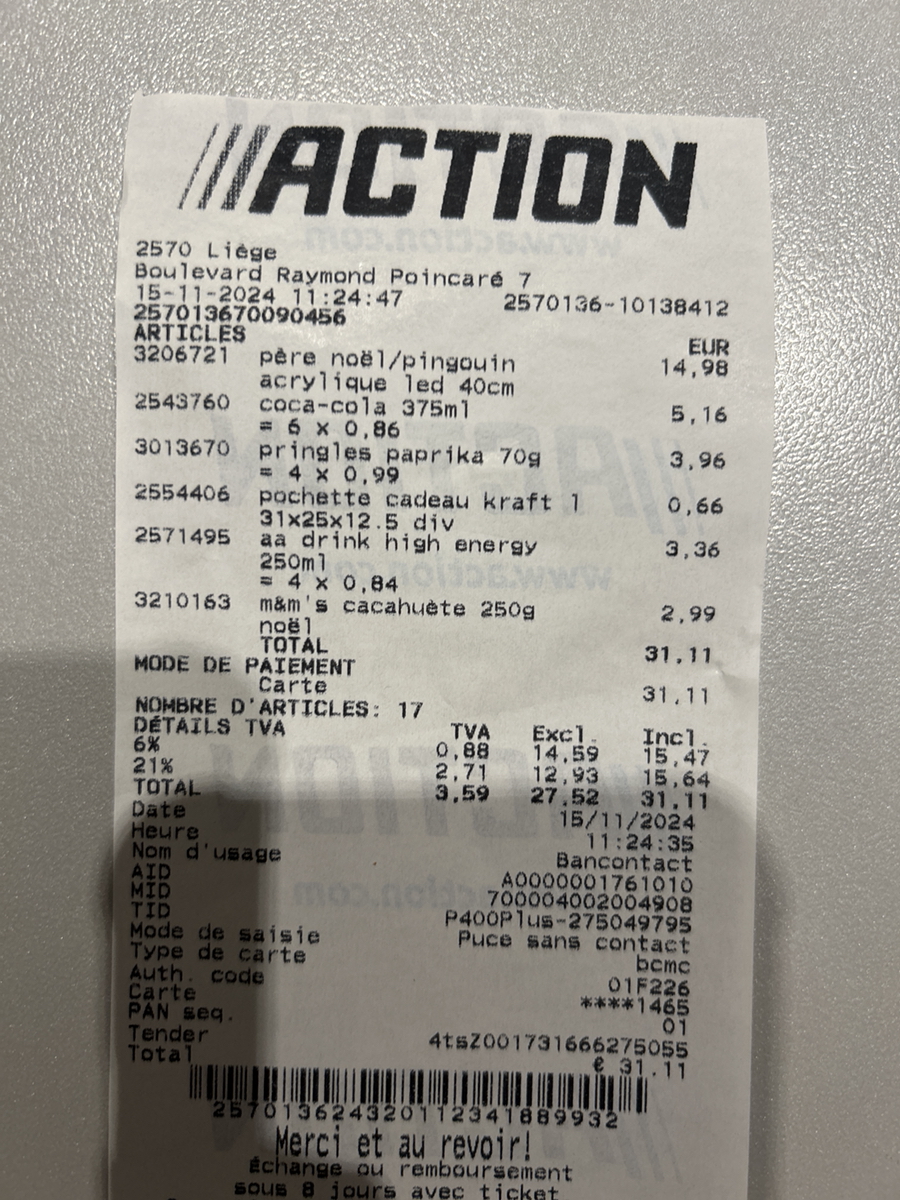 ACTION
2570 Liège
Boulevard Raymond Poincaré 7
15-11-2024 11:24:47 2570136-10138412
257013670090456
ARTICLES EUR
3206721 père noël/pingouin 14,98
acrylique led 40cm
2543760 coca-cola 375ml 5,16
= 6 x 0,86
3013670 pringles paprika 70g 3,96
= 4 x 0,99
2554406 pochette cadeau kraft l 0,66
31x25x12.5 div
2571495 aa drink high energy 3,36
250ml
= 4 x 0,84
3210163 m&m's cacahuète 250g 2,99
noël
TOTAL 31,11
MODE DE PAIEMENT
Carte 31,11
NOMBRE D'ARTICLES: 17
DÉTAILS TVA TVA Excl. Incl.
6% 0,88 14,59 15,47
21% 2,71 12,93 15,64
TOTAL 3,59 27,52 31,11
Date 15/11/2024
Heure 11:24:35
Nom d'usage Bancontact
AID A0000001761010
MID 700004002004908
TID P400Plus-275049795
Mode de saisie Puce sans contact
Type de carte bcmc
Auth. code 01F226
Carte ****1465
PAN seq. 01
Tender 4tsZ001731666275055
Total € 31.11
257013624320112341889932
Merci et au revoir!
Échange ou remboursement
sous 8 jours avec ticket